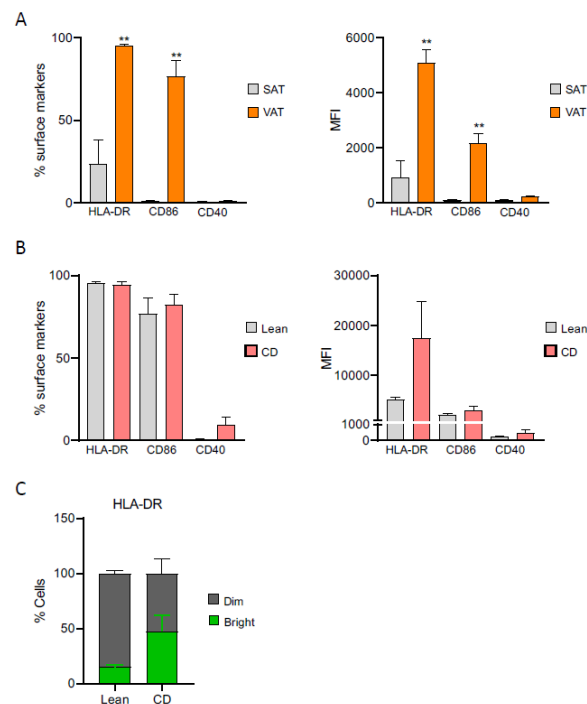 A
% surface markers
100
50
0
**
**
HLA-DR CD86 CD40
SAT
VAT
MFI
6000
4000
2000
0
**
**
HLA-DR CD86 CD40
SAT
VAT
B
% surface markers
100
50
0
HLA-DR CD86 CD40
Lean
CD
MFI
30000
20000
10000
1000
0
HLA-DR CD86 CD40
Lean
CD
C
HLA-DR
% Cells
150
100
50
0
Lean CD
Dim
Bright